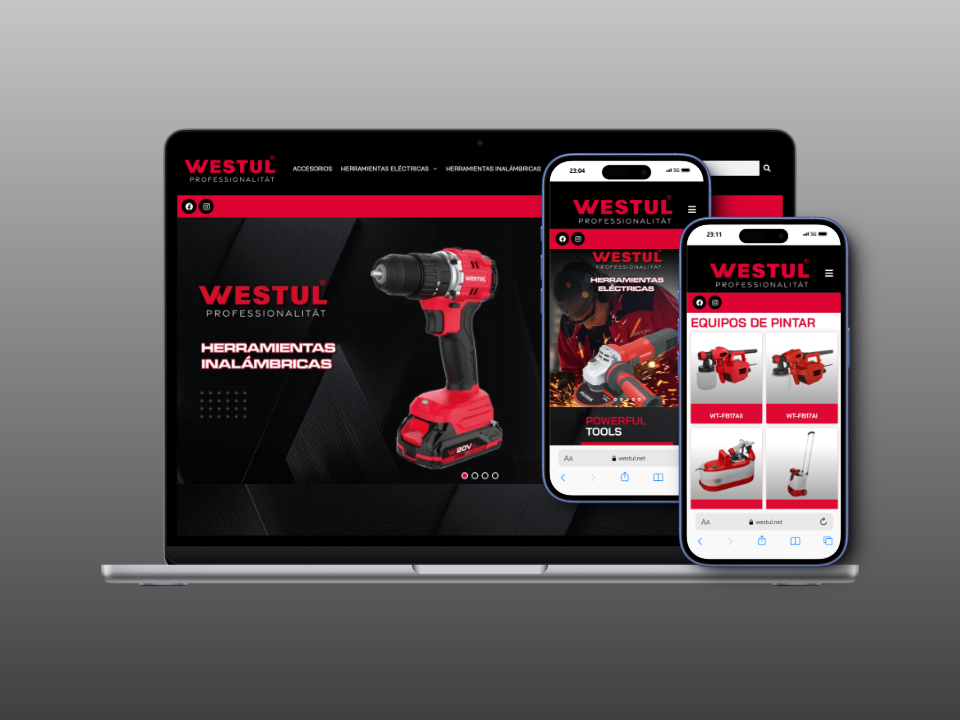 WESTUL
PROFESSIONALITÄT
ACCESORIOS
HERRAMIENTAS ELÉCTRICAS
HERRAMIENTAS INALÁMBRICAS
WESTUL
PROFESSIONALITÄT
HERRAMIENTAS
INALÁMBRICAS
WESTUL
20V
23:04
5G
WESTUL
PROFESSIONALITÄT
WESTUL
PROFESSIONALITÄT
HERRAMIENTAS
ELÉCTRICAS
POWERFUL
TOOLS
AA
westul.net
23:11
5G
WESTUL
PROFESSIONALITÄT
EQUIPOS DE PINTAR
WT-FB17AII
WT-FB17AI
AA
westul.net